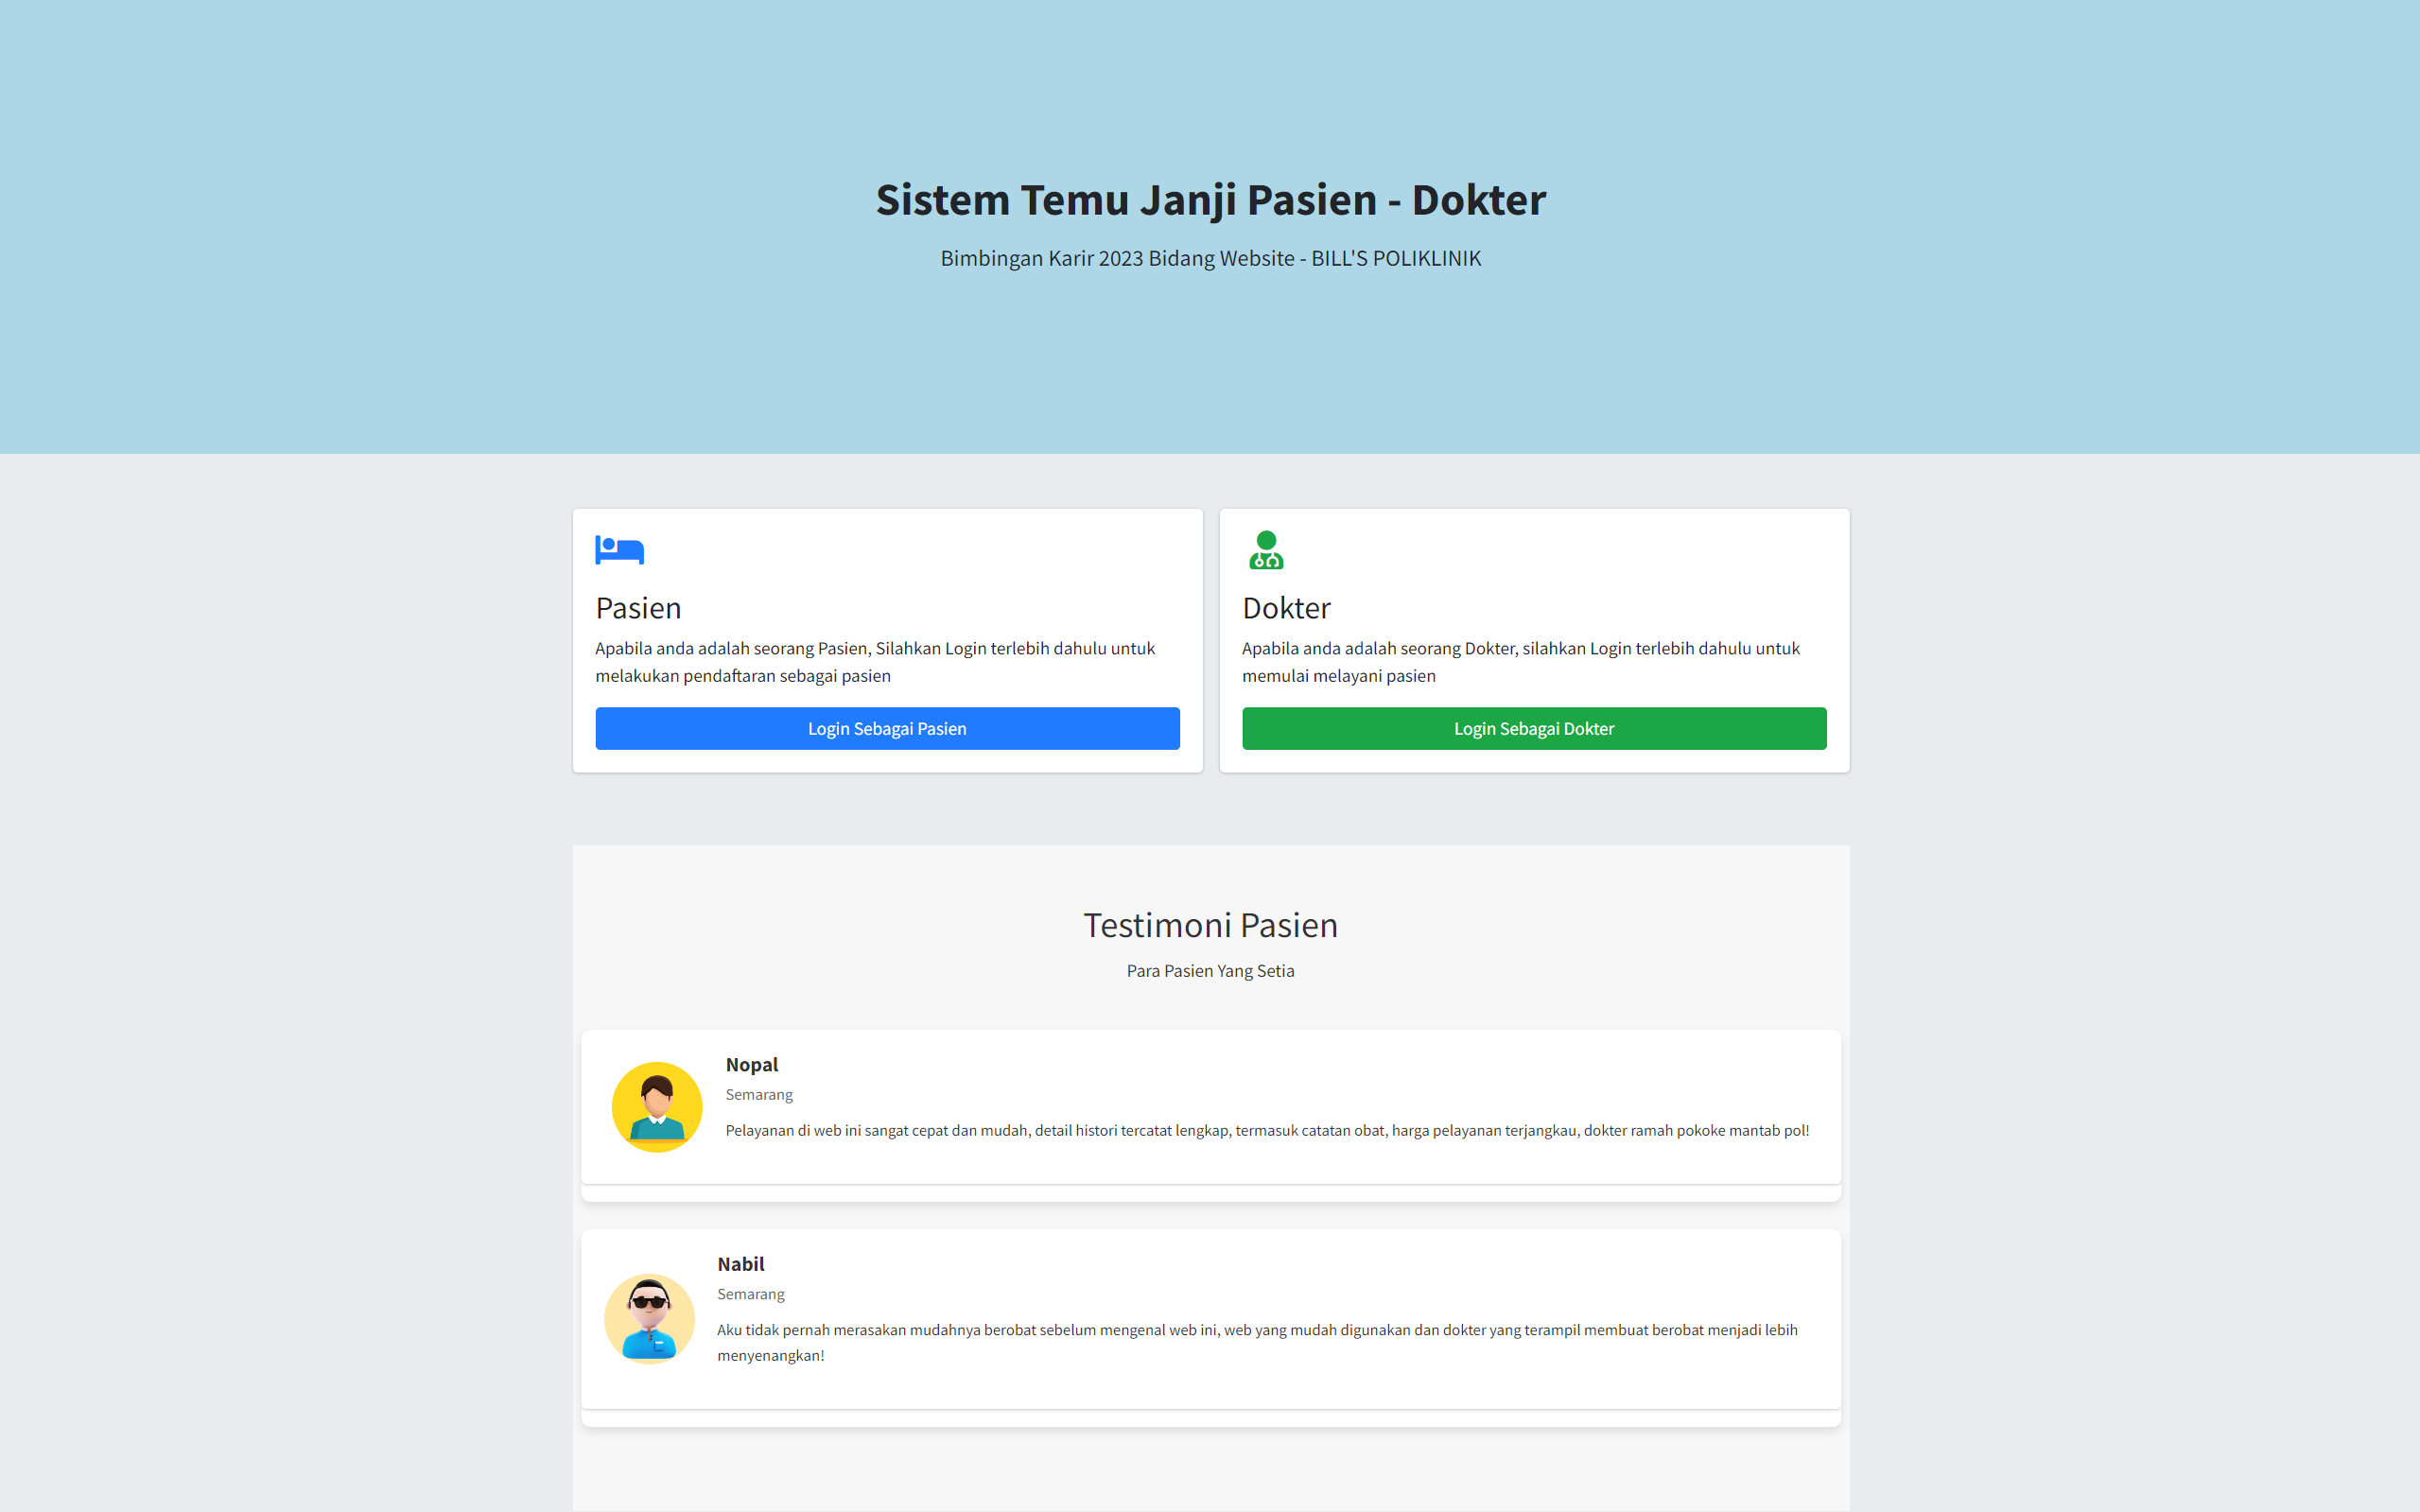 Sistem Temu Janji Pasien - Dokter
Bimbingan Karir 2023 Bidang Website - BILL'S POLIKLINIK
Pasien
Apabila anda adalah seorang Pasien, Silahkan Login terlebih dahulu untuk
melakukan pendaftaran sebagai pasien
Login Sebagai Pasien
Dokter
Apabila anda adalah seorang Dokter, silahkan Login terlebih dahulu untuk
memulai melayani pasien
Login Sebagai Dokter
Testimoni Pasien
Para Pasien Yang Setia
Nopal
Semarang
Pelayanan di web ini sangat cepat dan mudah, detail histori tercatat lengkap, termasuk catatan obat, harga pelayanan terjangkau, dokter ramah pokoke mantab pol!
Nabil
Semarang
Aku tidak pernah merasakan mudahnya berobat sebelum mengenal web ini, web yang mudah digunakan dan dokter yang terampil membuat berobat menjadi lebih
menyenangkan!